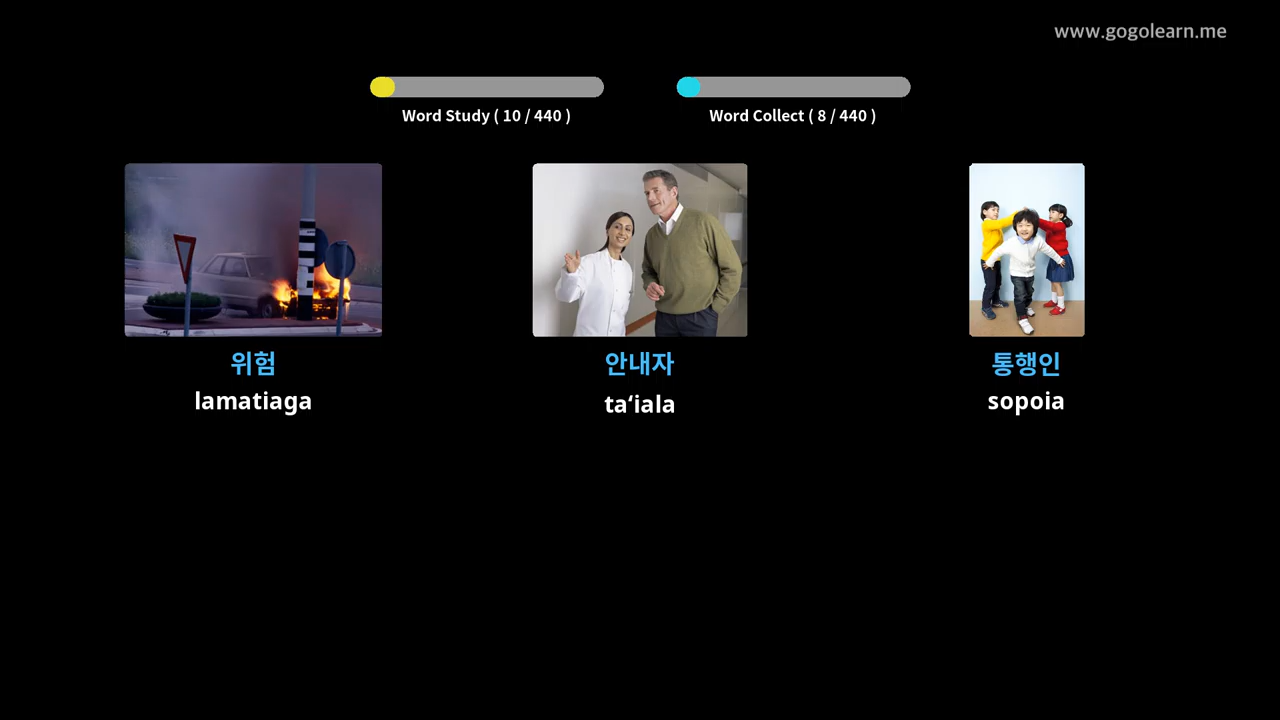 www.gogolearn.me
Word Study ( 10 / 440 )
Word Collect ( 8 / 440 )
위험
안내자
통행인
lamatiaga
ta‘iala
sopoia